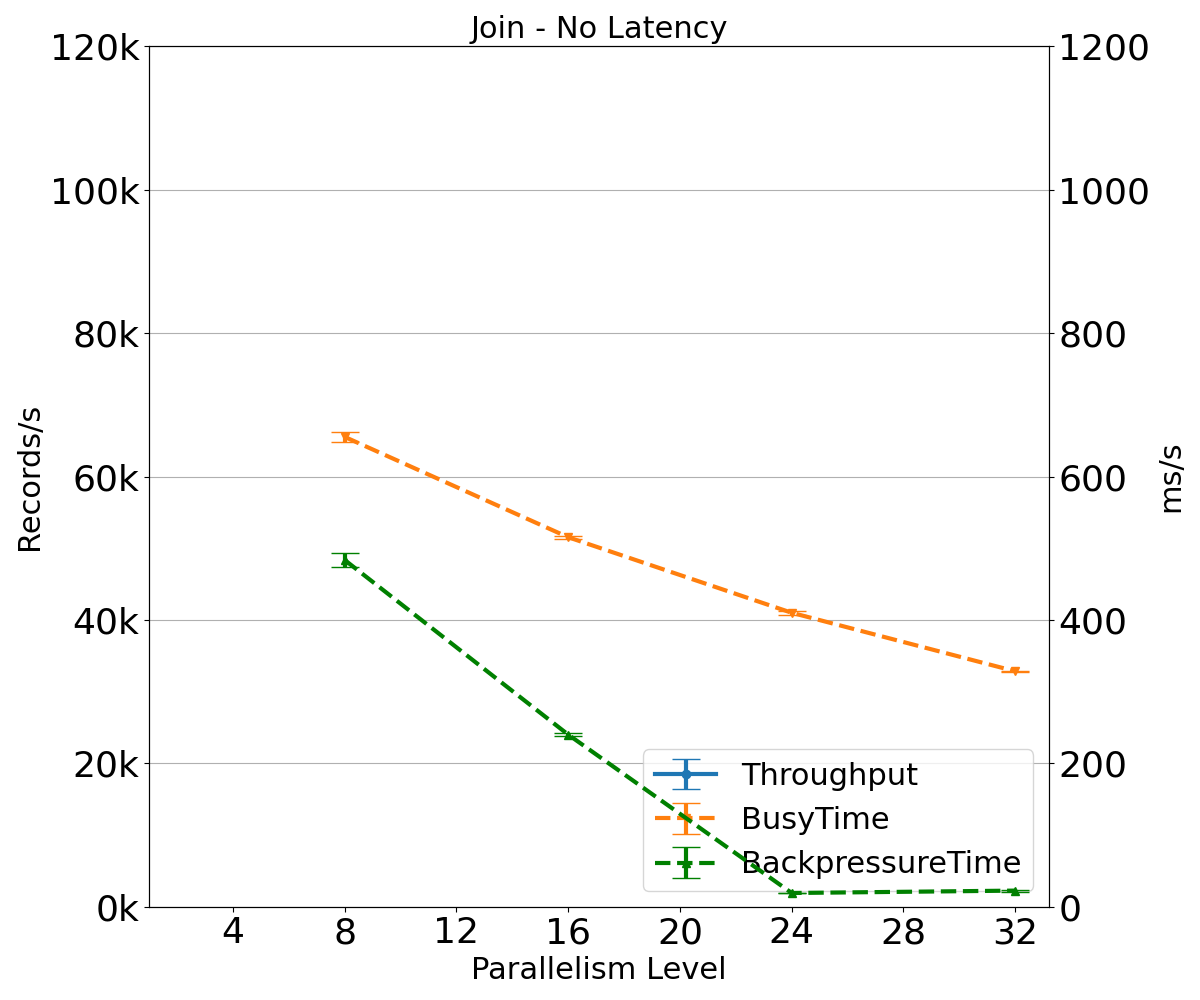 Join - No Latency
120k
100k
80k
60k
40k
20k
0k
Records/s
1200
1000
800
600
400
200
0
ms/s
Throughput
BusyTime
BackpressureTime
4 8 12 16 20 24 28 32
Parallelism Level